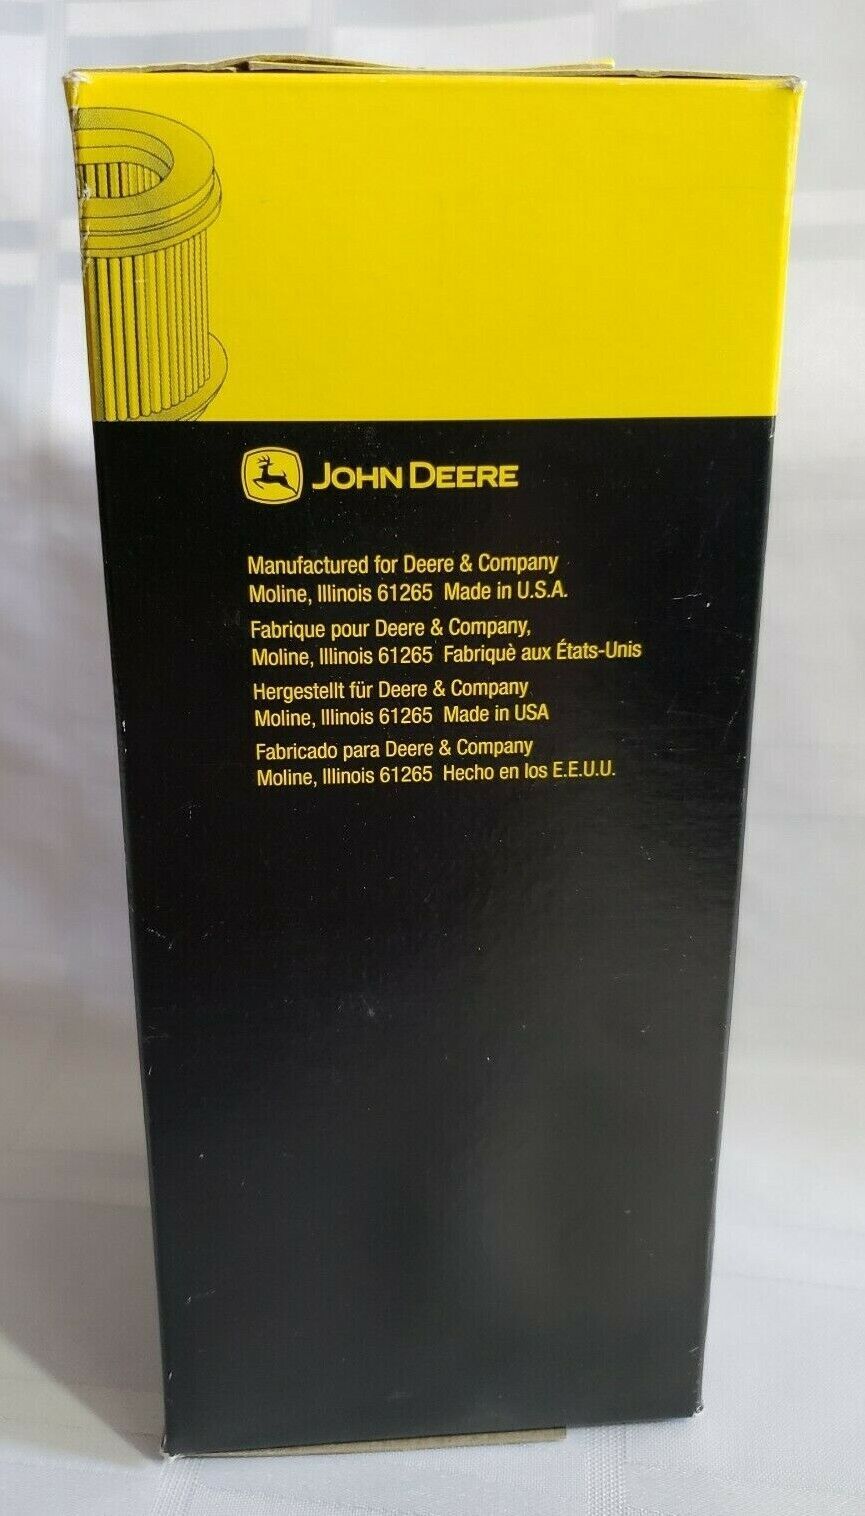 JOHN DEERE
Manufactured for Deere & Company
Moline, Illinois 61265 Made in U.S.A.
Fabrique pour Deere & Company,
Moline, Illinois 61265 Fabriquè aux États-Unis
Hergestellt für Deere & Company
Moline, Illinois 61265 Made in USA
Fabricado para Deere & Company
Moline, Illinois 61265 Hecho en los E.E.U.U.